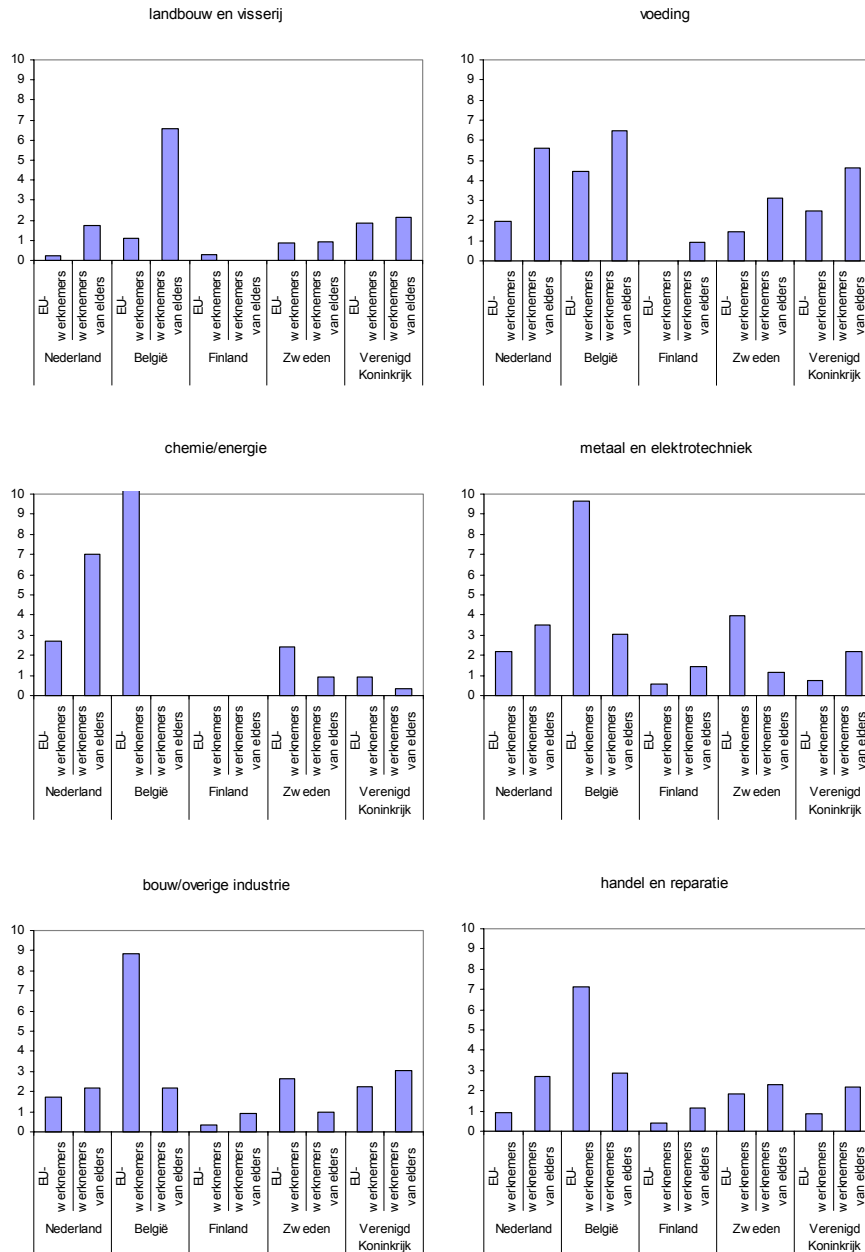 landbouw en visserij
10
9
8
7
6
5
4
3
2
1
0
EU-
werknemers
werknemers
van elders
EU-
werknemers
werknemers
van elders
EU-
werknemers
werknemers
van elders
EU-
werknemers
werknemers
van elders
EU-
werknemers
werknemers
van elders
Nederland België Finland Zweden Verenigd
Koninkrijk
voeding
10
9
8
7
6
5
4
3
2
1
0
EU-
werknemers
werknemers
van elders
EU-
werknemers
werknemers
van elders
EU-
werknemers
werknemers
van elders
EU-
werknemers
werknemers
van elders
EU-
werknemers
werknemers
van elders
Nederland België Finland Zweden Verenigd
Koninkrijk
chemie/energie
10
9
8
7
6
5
4
3
2
1
0
EU-
werknemers
werknemers
van elders
EU-
werknemers
werknemers
van elders
EU-
werknemers
werknemers
van elders
EU-
werknemers
werknemers
van elders
EU-
werknemers
werknemers
van elders
Nederland België Finland Zweden Verenigd
Koninkrijk
metaal en elektrotechniek
10
9
8
7
6
5
4
3
2
1
0
EU-
werknemers
werknemers
van elders
EU-
werknemers
werknemers
van elders
EU-
werknemers
werknemers
van elders
EU-
werknemers
werknemers
van elders
EU-
werknemers
werknemers
van elders
Nederland België Finland Zweden Verenigd
Koninkrijk
bouw/overige industrie
10
9
8
7
6
5
4
3
2
1
0
EU-
werknemers
werknemers
van elders
EU-
werknemers
werknemers
van elders
EU-
werknemers
werknemers
van elders
EU-
werknemers
werknemers
van elders
EU-
werknemers
werknemers
van elders
Nederland België Finland Zweden Verenigd
Koninkrijk
handel en reparatie
10
9
8
7
6
5
4
3
2
1
0
EU-
werknemers
werknemers
van elders
EU-
werknemers
werknemers
van elders
EU-
werknemers
werknemers
van elders
EU-
werknemers
werknemers
van elders
EU-
werknemers
werknemers
van elders
Nederland België Finland Zweden Verenigd
Koninkrijk